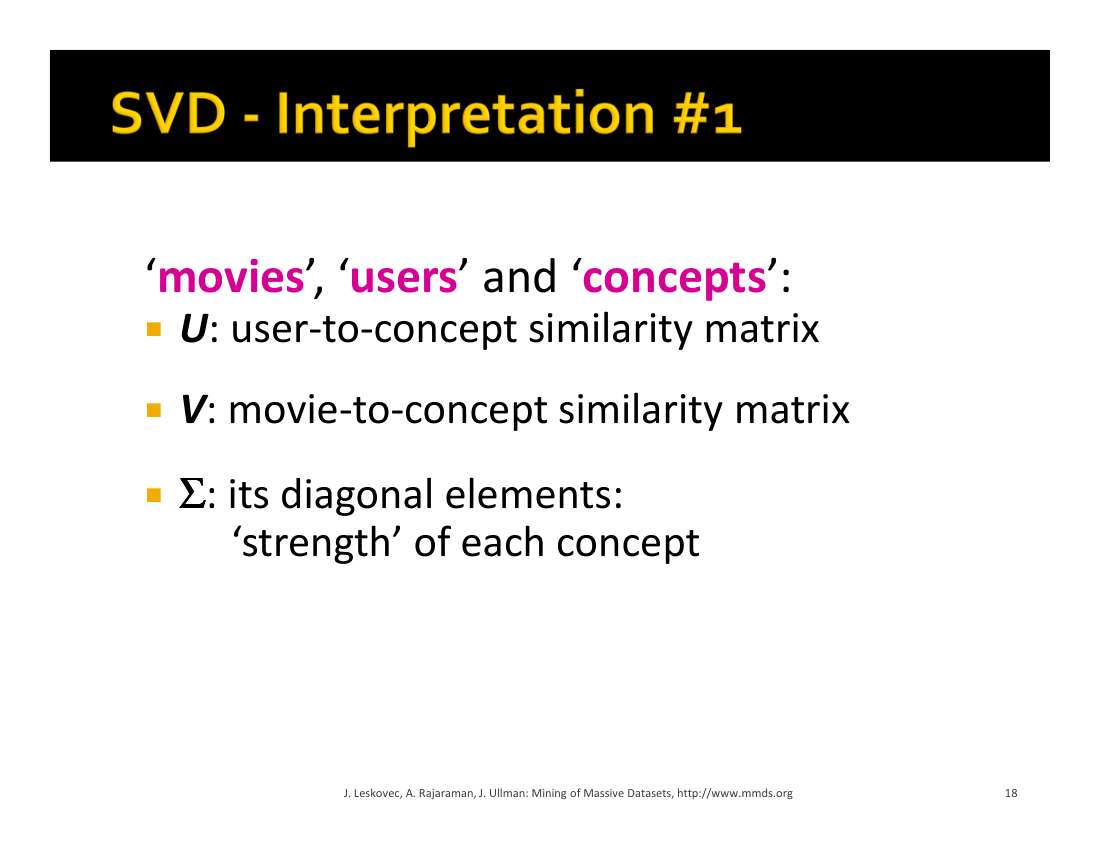 SVD - Interpretation #1
‘movies’, ‘users’ and ‘concepts’:
U: user-to-concept similarity matrix
V: movie-to-concept similarity matrix
Σ: its diagonal elements:
‘strength’ of each concept
J. Leskovec, A. Rajaraman, J. Ullman: Mining of Massive Datasets, http://www.mmds.org
18